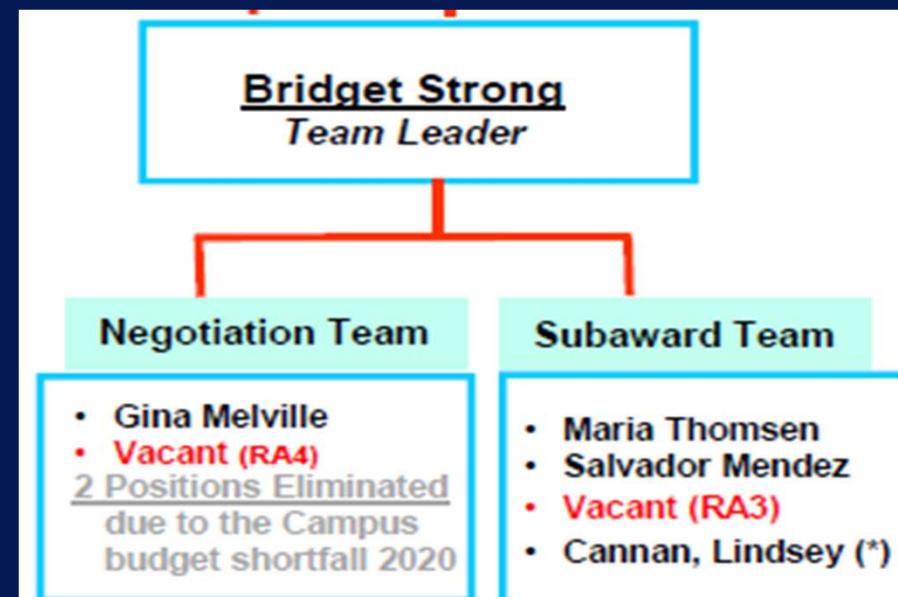 Bridget Strong
Team Leader
Negotiation Team
• Gina Melville
• Vacant (RA4)
2 Positions Eliminated
due to the Campus
budget shortfall 2020
Subaward Team
• Maria Thomsen
• Salvador Mendez
• Vacant (RA3)
• Cannan, Lindsey (*)